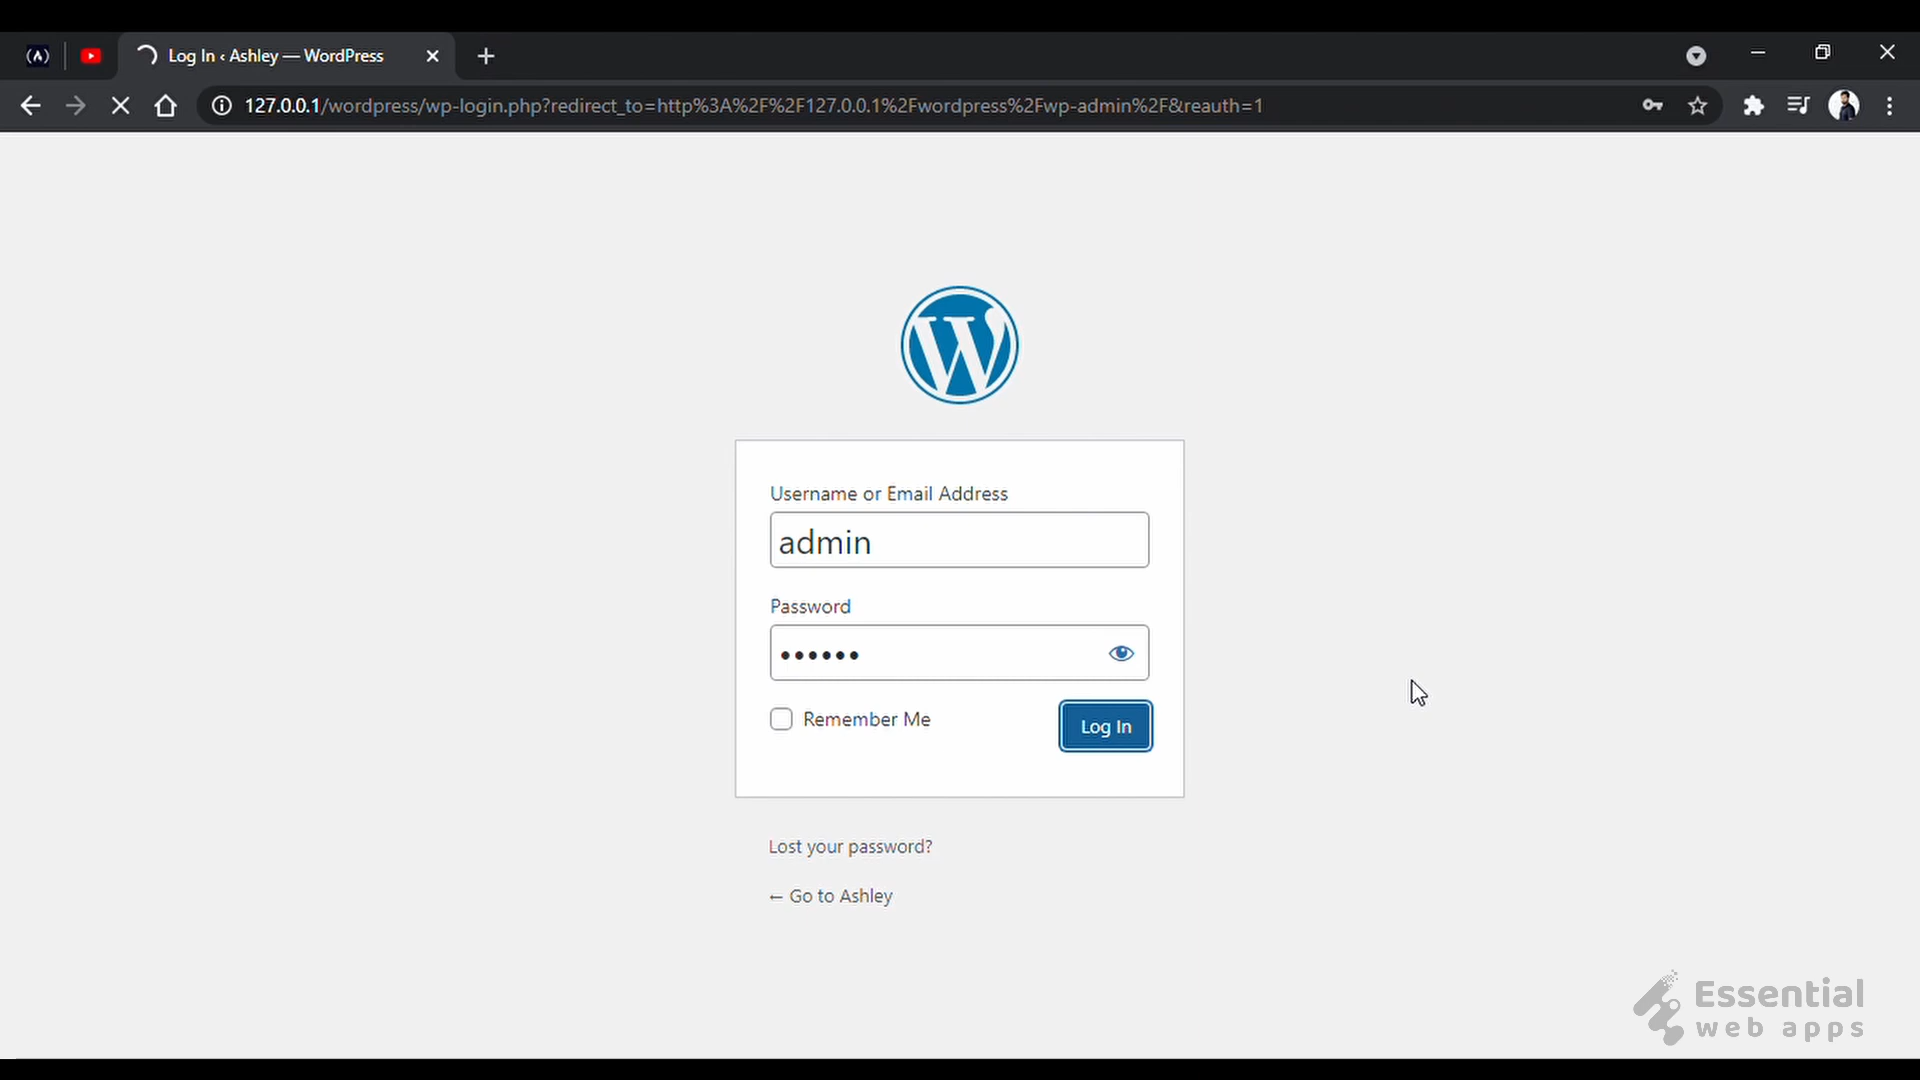 Log In ‹ Ashley — WordPress
127.0.0.1/wordpress/wp-login.php?redirect_to=http%3A%2F%2F127.0.0.1%2Fwordpress%2Fwp-admin%2F&reauth=1
Username or Email Address
admin
Password
••••••
Remember Me
Log In
Lost your password?
← Go to Ashley
Essential
web apps